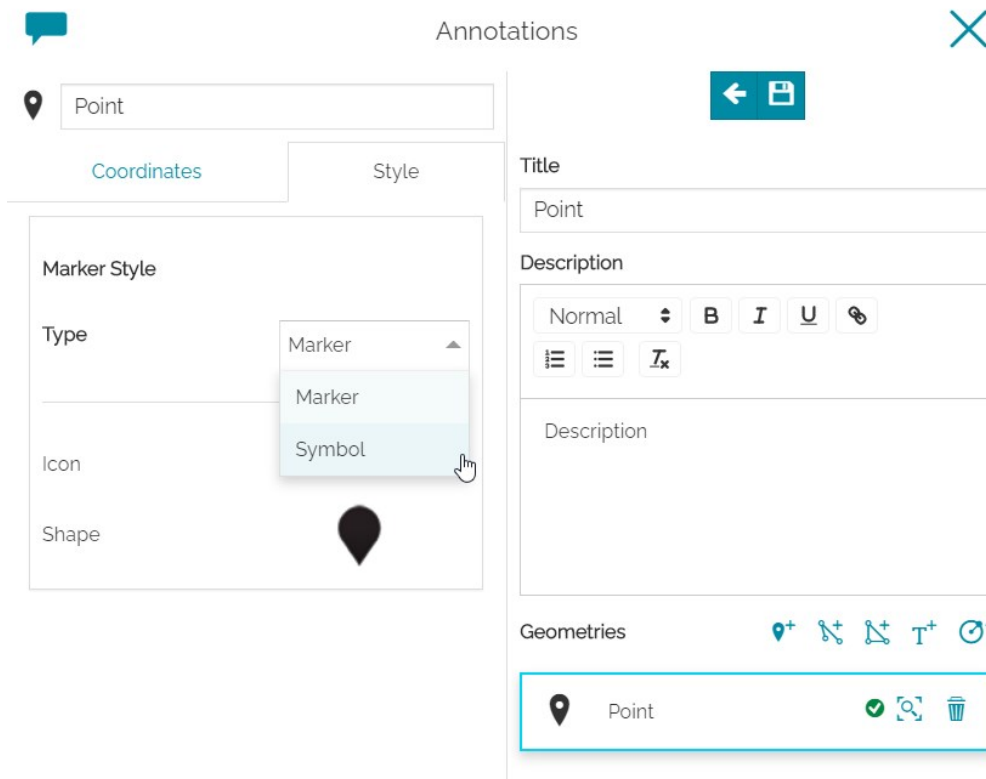 Annotations
Point
Coordinates
Style
Marker Style
Type
Marker
Marker
Symbol
Icon
Shape
Title
Point
Description
Normal
B I U
Description
Geometries
Point